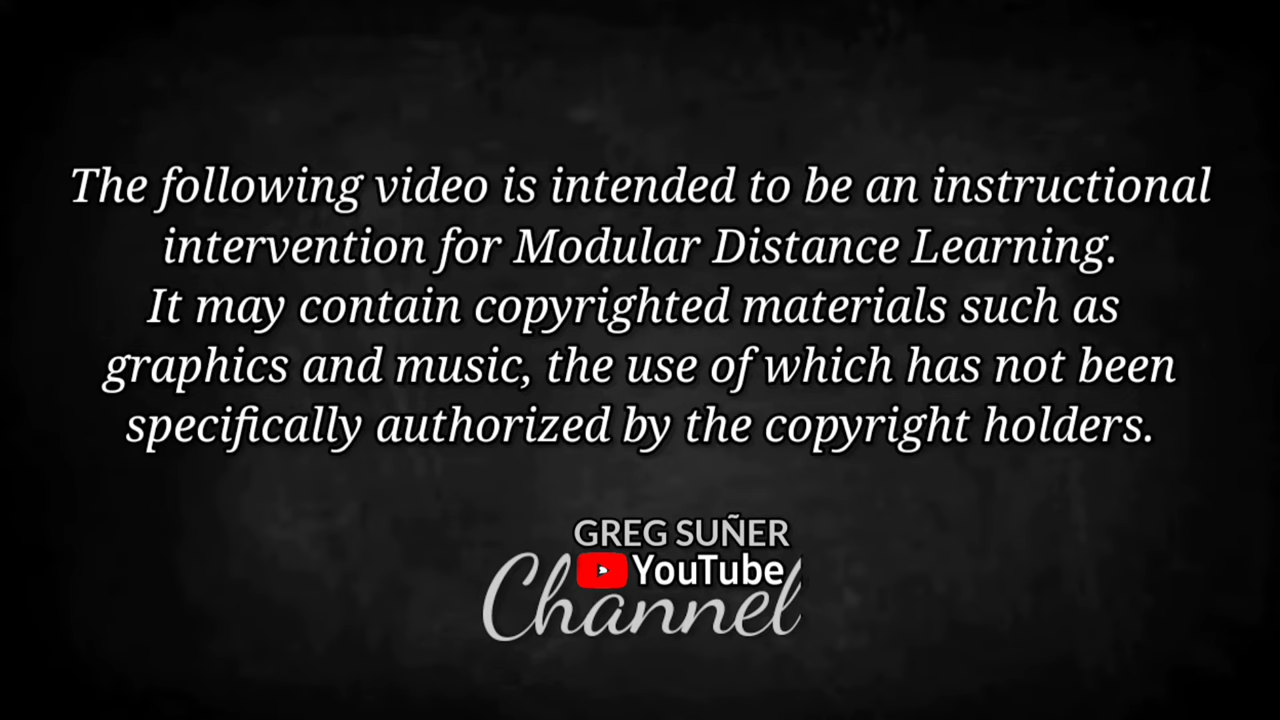 The following video is intended to be an instructional
intervention for Modular Distance Learning.
It may contain copyrighted materials such as
graphics and music, the use of which has not been
specifically authorized by the copyright holders.
GREG SUÑER
YouTube
Channel